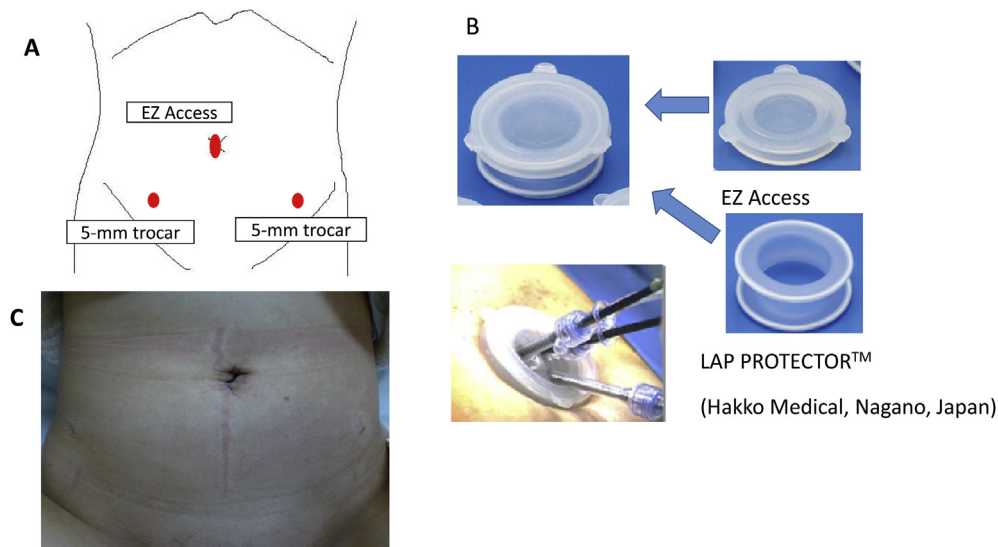 A
EZ Access
5-mm trocar
5-mm trocar
B
EZ Access
LAP PROTECTOR™
(Hakko Medical, Nagano, Japan)
C